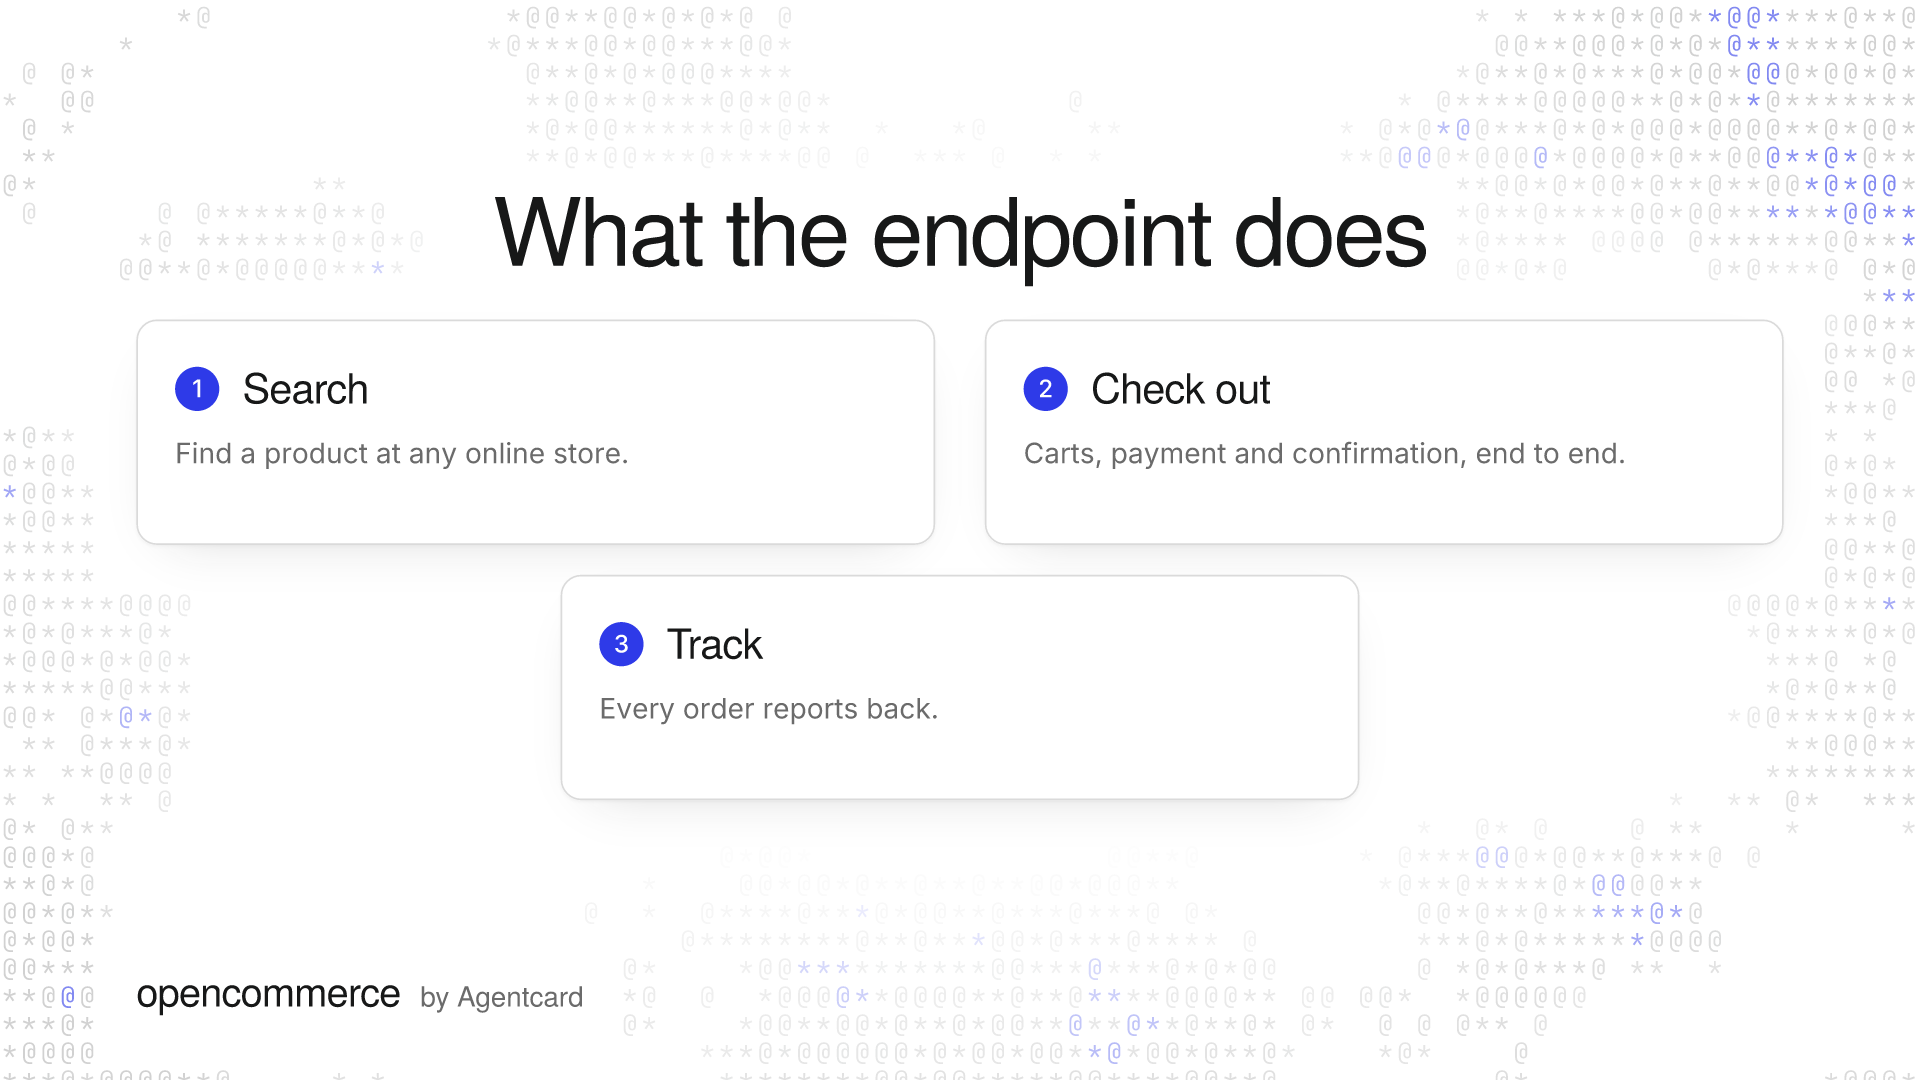 What the endpoint does
1 Search
Find a product at any online store.
2 Check out
Carts, payment and confirmation, end to end.
3 Track
Every order reports back.
opencommerce by Agentcard